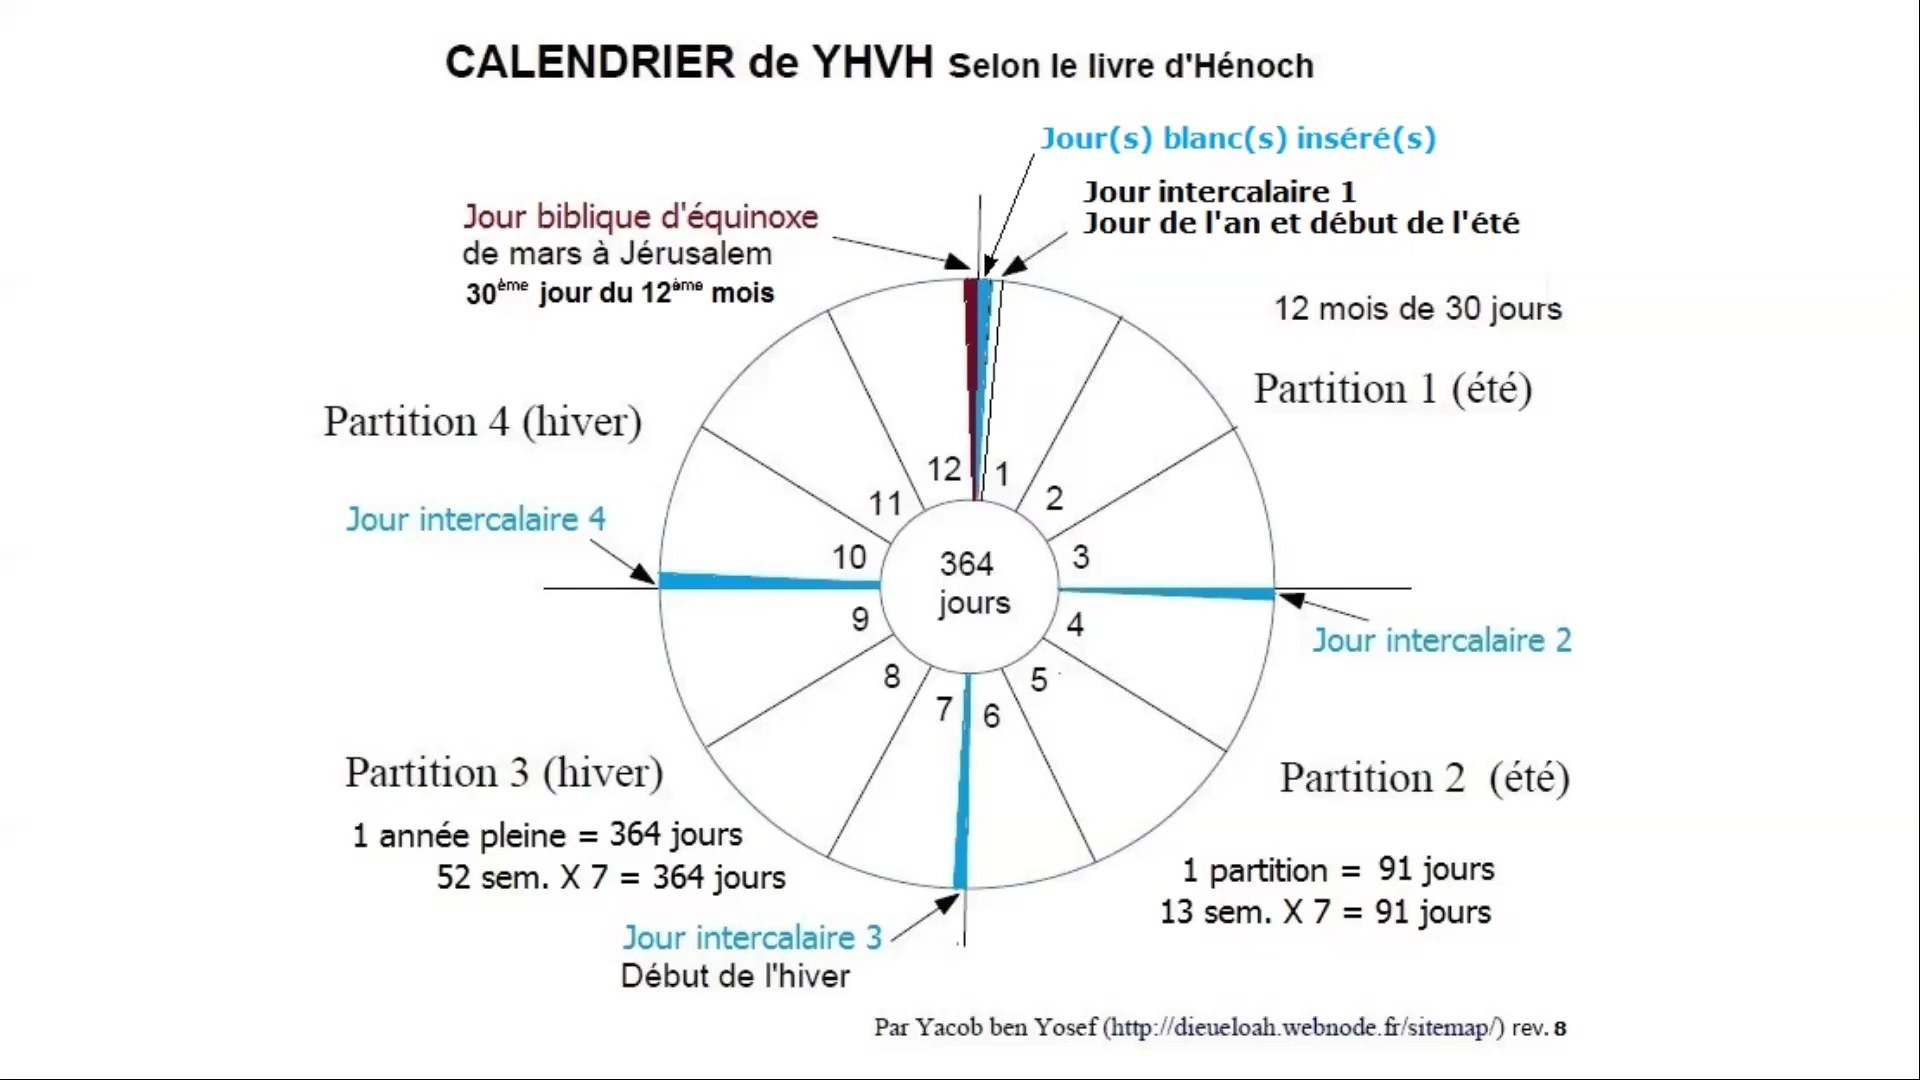 CALENDRIER de YHVH Selon le livre d'Hénoch
Jour(s) blanc(s) inséré(s)
Jour intercalaire 1
Jour de l'an et début de l'été
Jour biblique d'équinoxe
de mars à Jérusalem
30ème jour du 12ème mois
12 mois de 30 jours
Partition 1 (été)
Partition 4 (hiver)
12
1
11
2
Jour intercalaire 4
10
3
364
jours
9
4
Jour intercalaire 2
8
5
7
6
Partition 3 (hiver)
Partition 2 (été)
1 année pleine = 364 jours
52 sem. X 7 = 364 jours
1 partition = 91 jours
13 sem. X 7 = 91 jours
Jour intercalaire 3
Début de l'hiver
Par Yacob ben Yosef (http://dieueloah.webnode.fr/sitemap/) rev. 8